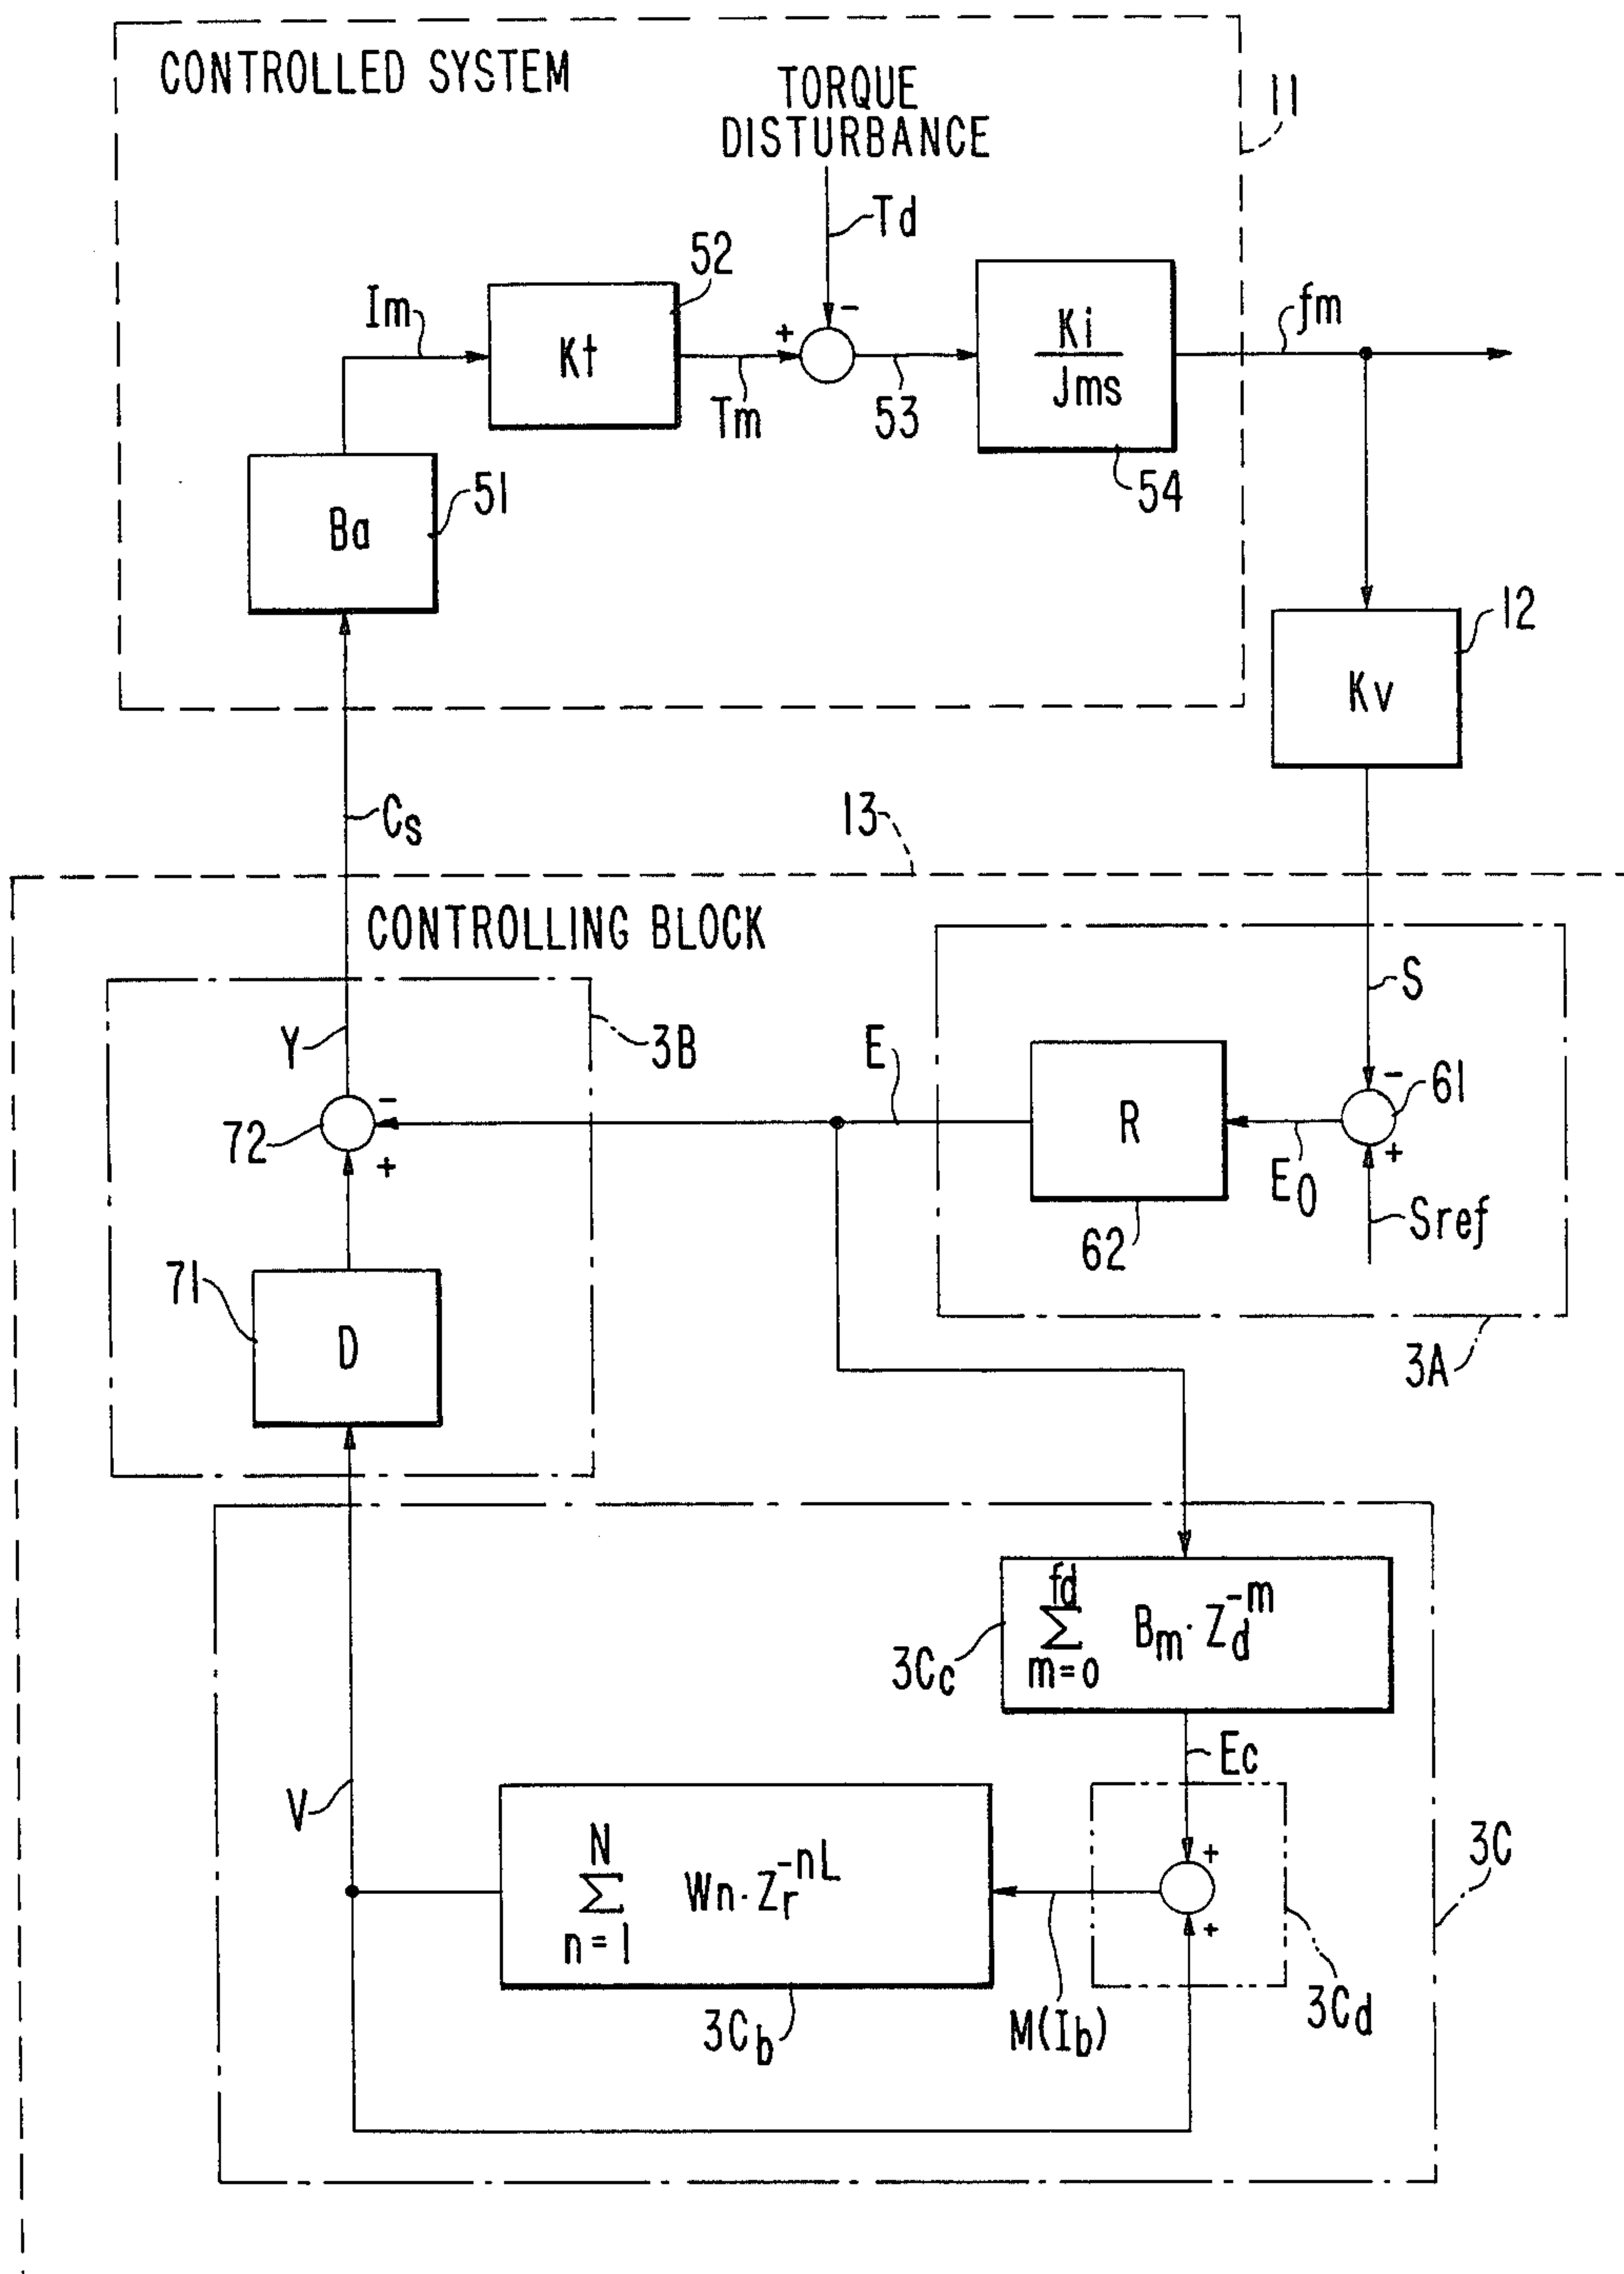 CONTROLLED SYSTEM
TORQUE
DISTURBANCE
11
Td
52
Im
Kt
+
-
Tm
53
Ki
Jms
54
fm
51
Ba
12
Kv
Cs
13
CONTROLLING BLOCK
S
Y
3B
E
R
-
61
72
-
+
E0
+
Sref
62
71
D
3A
fd
Σ Bm·Zd^-m
m=0
3Cc
Ec
V
N
Σ Wn·Zr^-nL
n=1
+
+
3C
3Cb
M(Ib)
3Cd